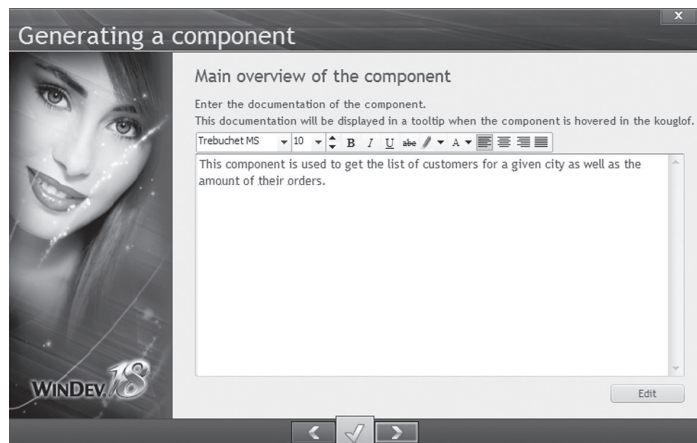 x
Generating a component
Main overview of the component
Enter the documentation of the component.
This documentation will be displayed in a tooltip when the component is hovered in the kouglof.
Trebuchet MS 10 B I U abc A
This component is used to get the list of customers for a given city as well as the
amount of their orders.
Edit
WINDEV. 18